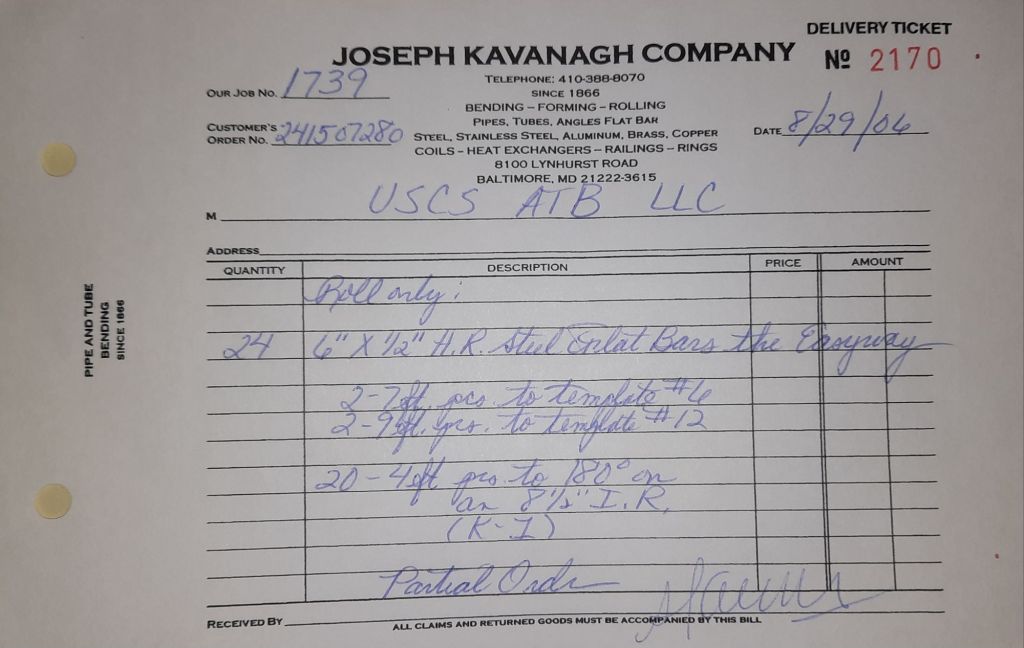 DELIVERY TICKET
JOSEPH KAVANAGH COMPANY
Nº 2170
TELEPHONE: 410-388-8070
OUR JOB NO. 1739
SINCE 1866
BENDING – FORMING – ROLLING
PIPES, TUBES, ANGLES FLAT BAR
CUSTOMER'S ORDER NO. 241507280
STEEL, STAINLESS STEEL, ALUMINUM, BRASS, COPPER
DATE 8/29/06
COILS – HEAT EXCHANGERS – RAILINGS – RINGS
8100 LYNHURST ROAD
BALTIMORE, MD 21222-3615
M USCS ATB LLC
ADDRESS
QUANTITY DESCRIPTION PRICE AMOUNT
Roll only:
24 6" X 1/2" H.R. Steel Bars the Easyway
2-7ft. pcs. to template #6
2-9ft. pcs. to template #12
20-4ft pcs to 180° on
an 8 1/2" I.R.
(K-I)
Partial Order
RECEIVED BY
ALL CLAIMS AND RETURNED GOODS MUST BE ACCOMPANIED BY THIS BILL
PIPE AND TUBE
BENDING
SINCE 1866